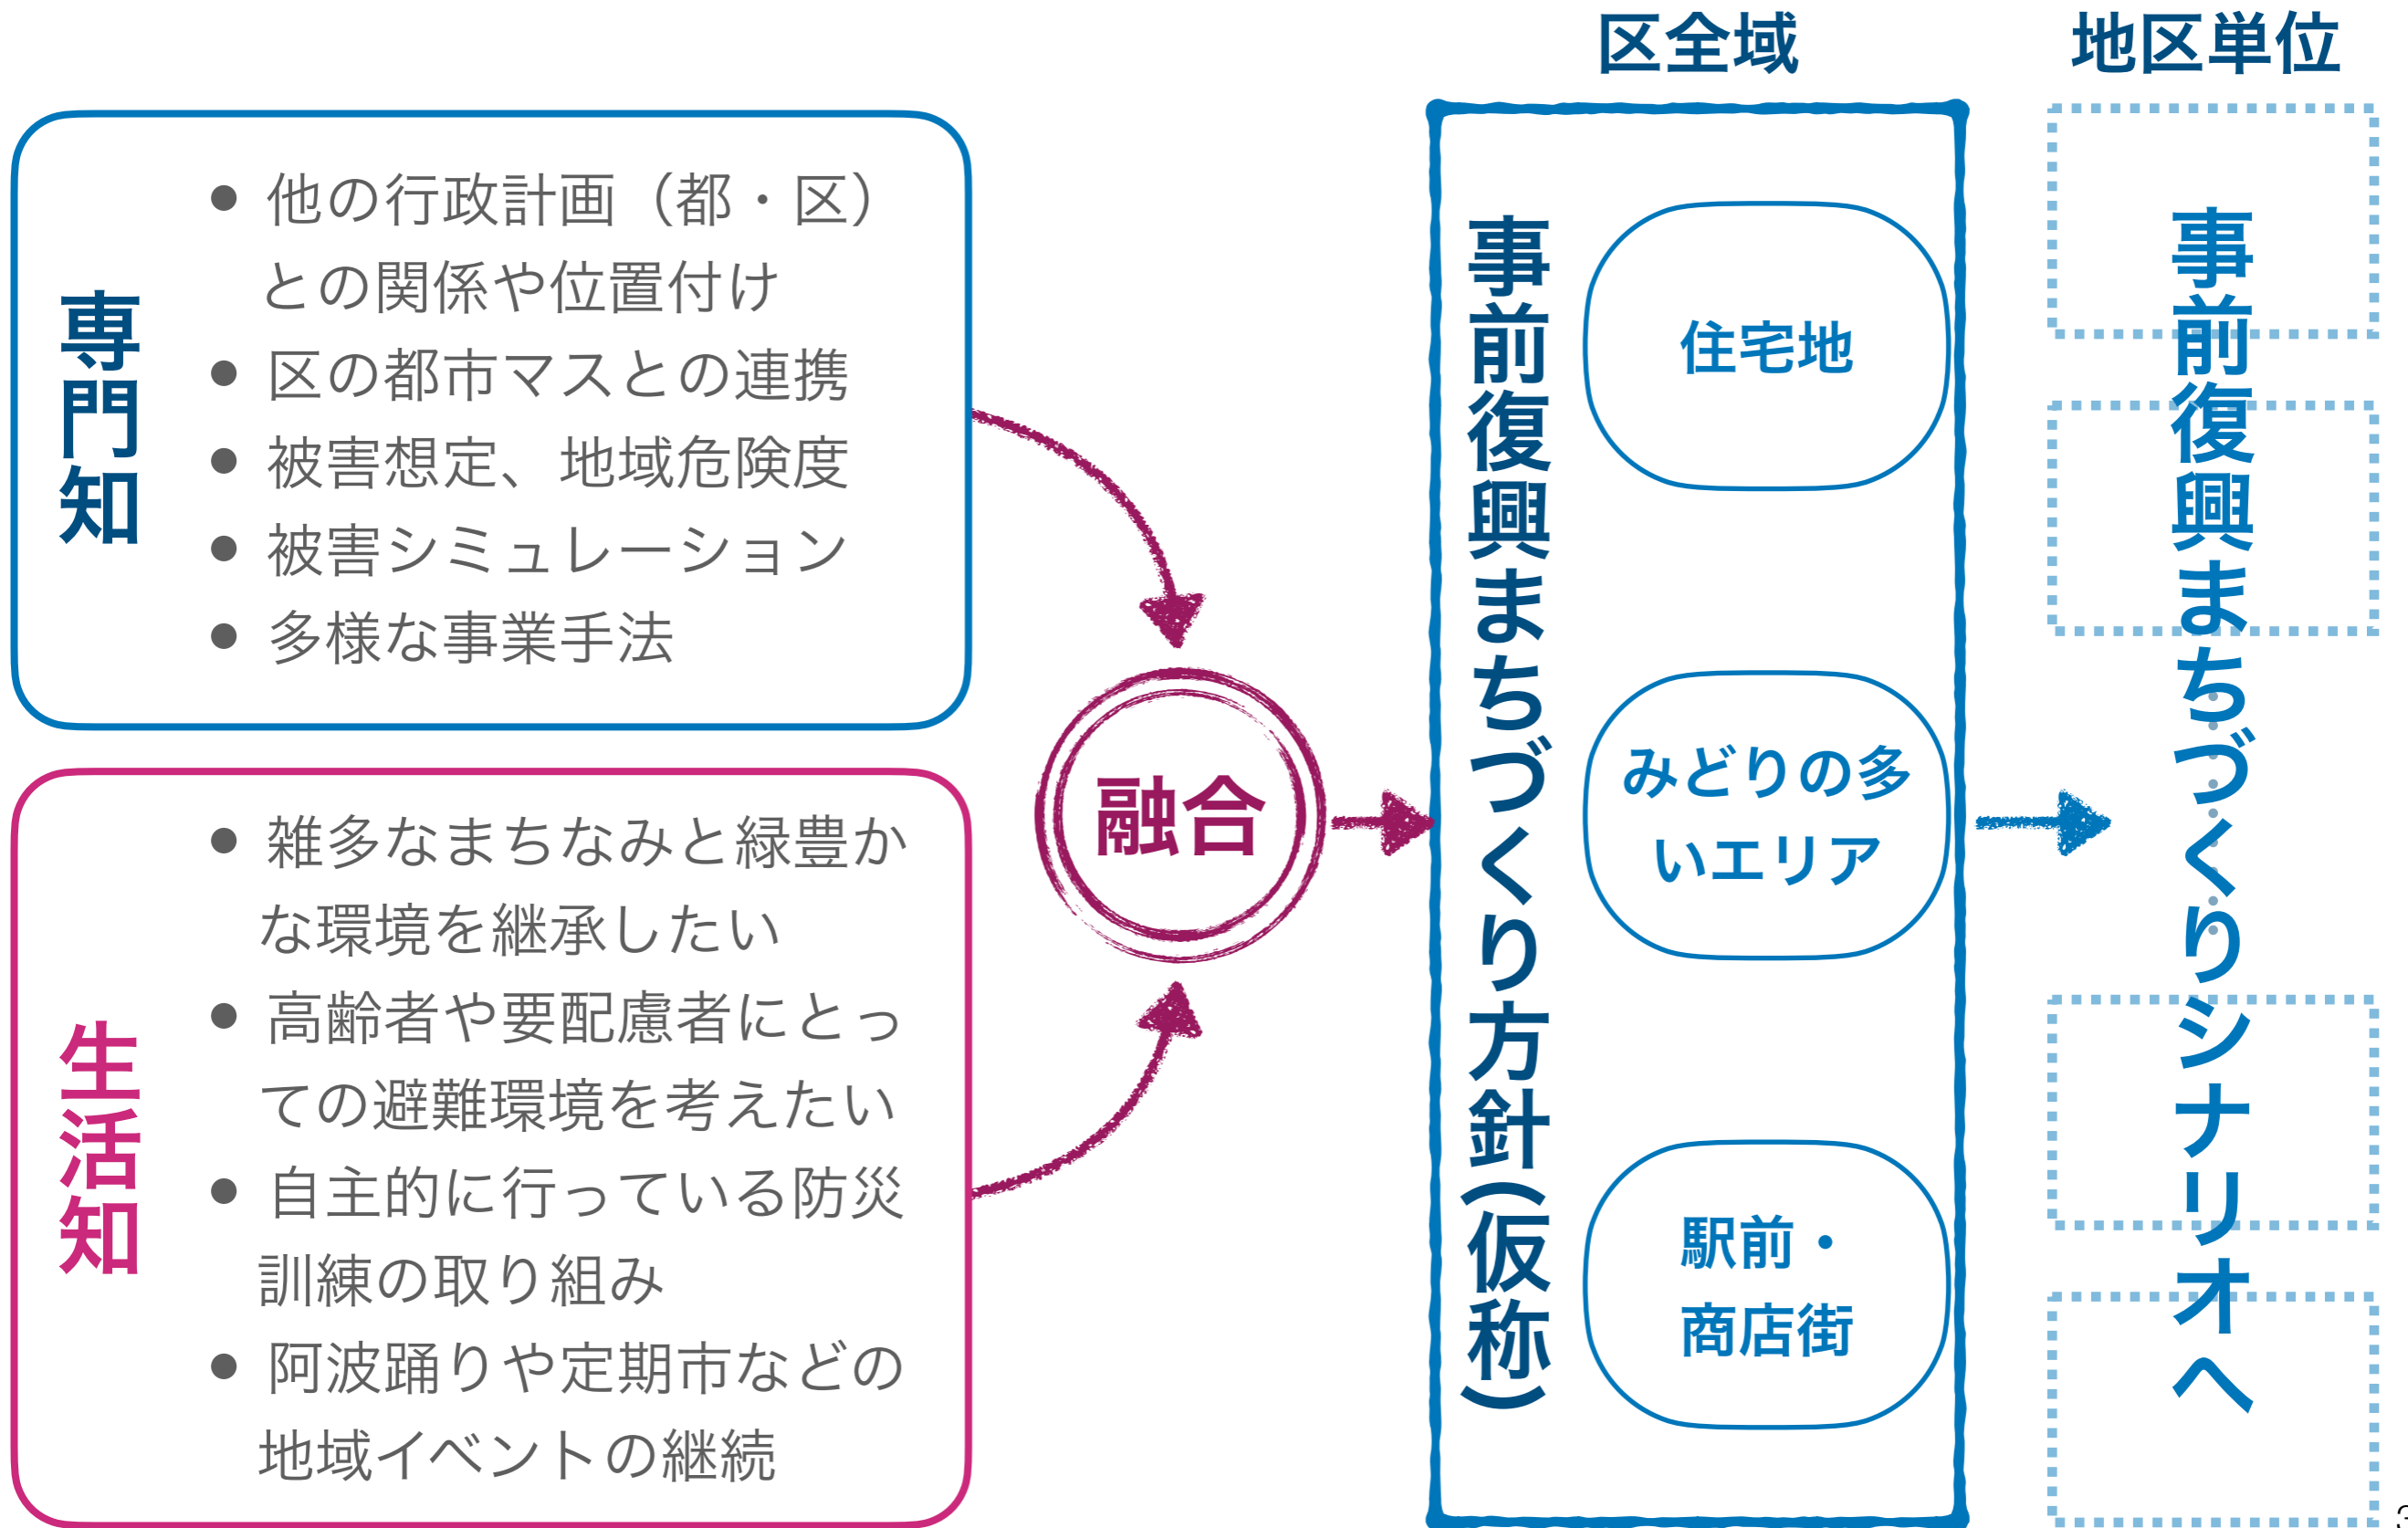 専門知
● 他の行政計画（都・区）
との関係や位置付け
● 区の都市マスとの連携
● 被害想定、地域危険度
● 被害シミュレーション
● 多様な事業手法
生活知
● 雑多なまちなみと緑豊か
な環境を継承したい
● 高齢者や要配慮者にとっ
ての避難環境を考えたい
● 自主的に行っている防災
訓練の取り組み
● 阿波踊りや定期市などの
地域イベントの継続
融合
区全域
事前復興まちづくり方針(仮称)
住宅地
みどりの多
いエリア
駅前・
商店街
地区単位
事前復興まちづくりシナリオへ